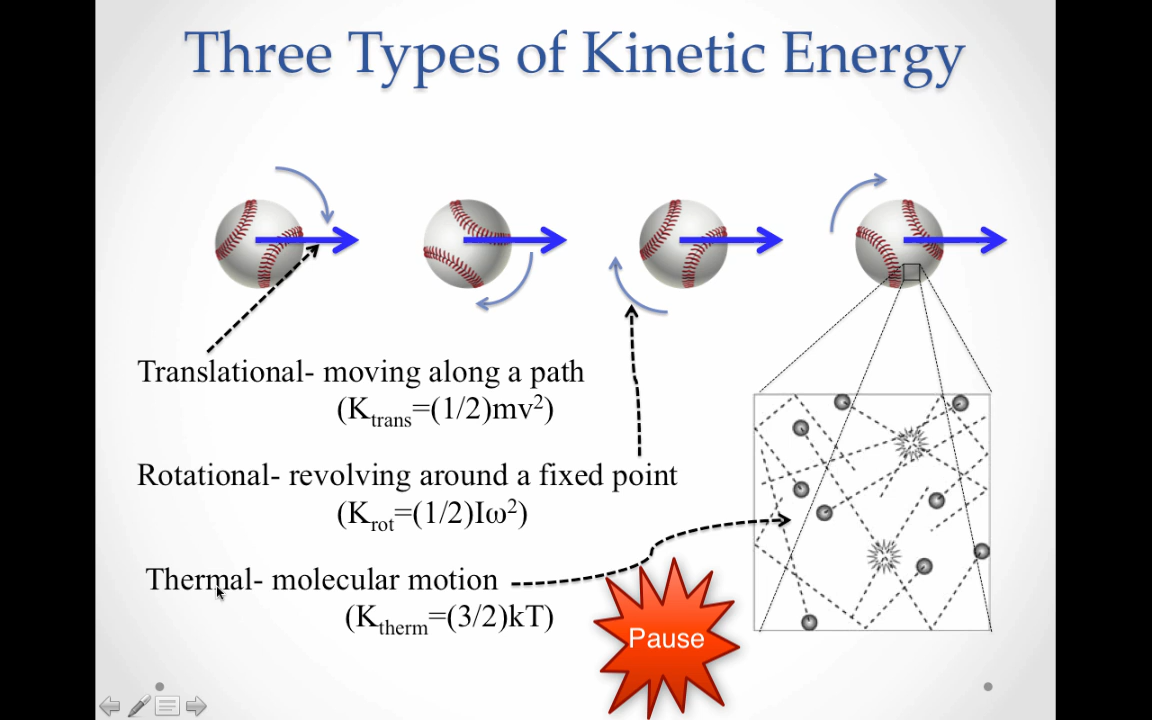 Three Types of Kinetic Energy
Translational- moving along a path
(Ktrans=(1/2)mv²)
Rotational- revolving around a fixed point
(Krot=(1/2)Iω²)
Thermal- molecular motion
(Ktherm=(3/2)kT)
Pause